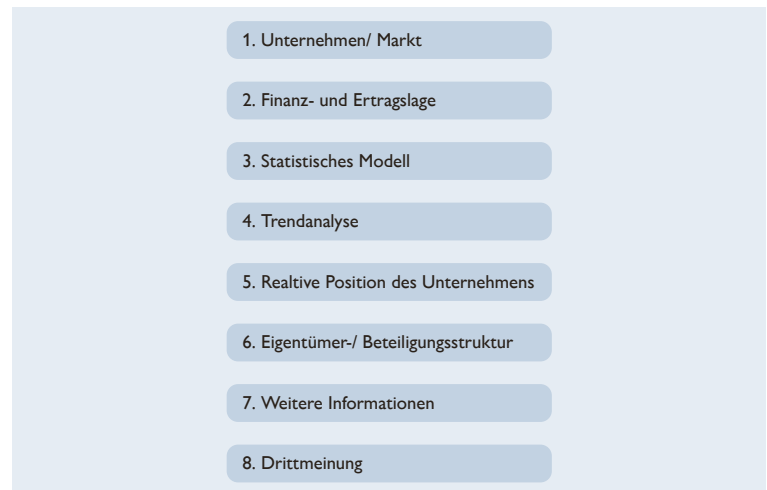 1. Unternehmen/ Markt
2. Finanz- und Ertragslage
3. Statistisches Modell
4. Trendanalyse
5. Realtive Position des Unternehmens
6. Eigentümer-/ Beteiligungsstruktur
7. Weitere Informationen
8. Drittmeinung